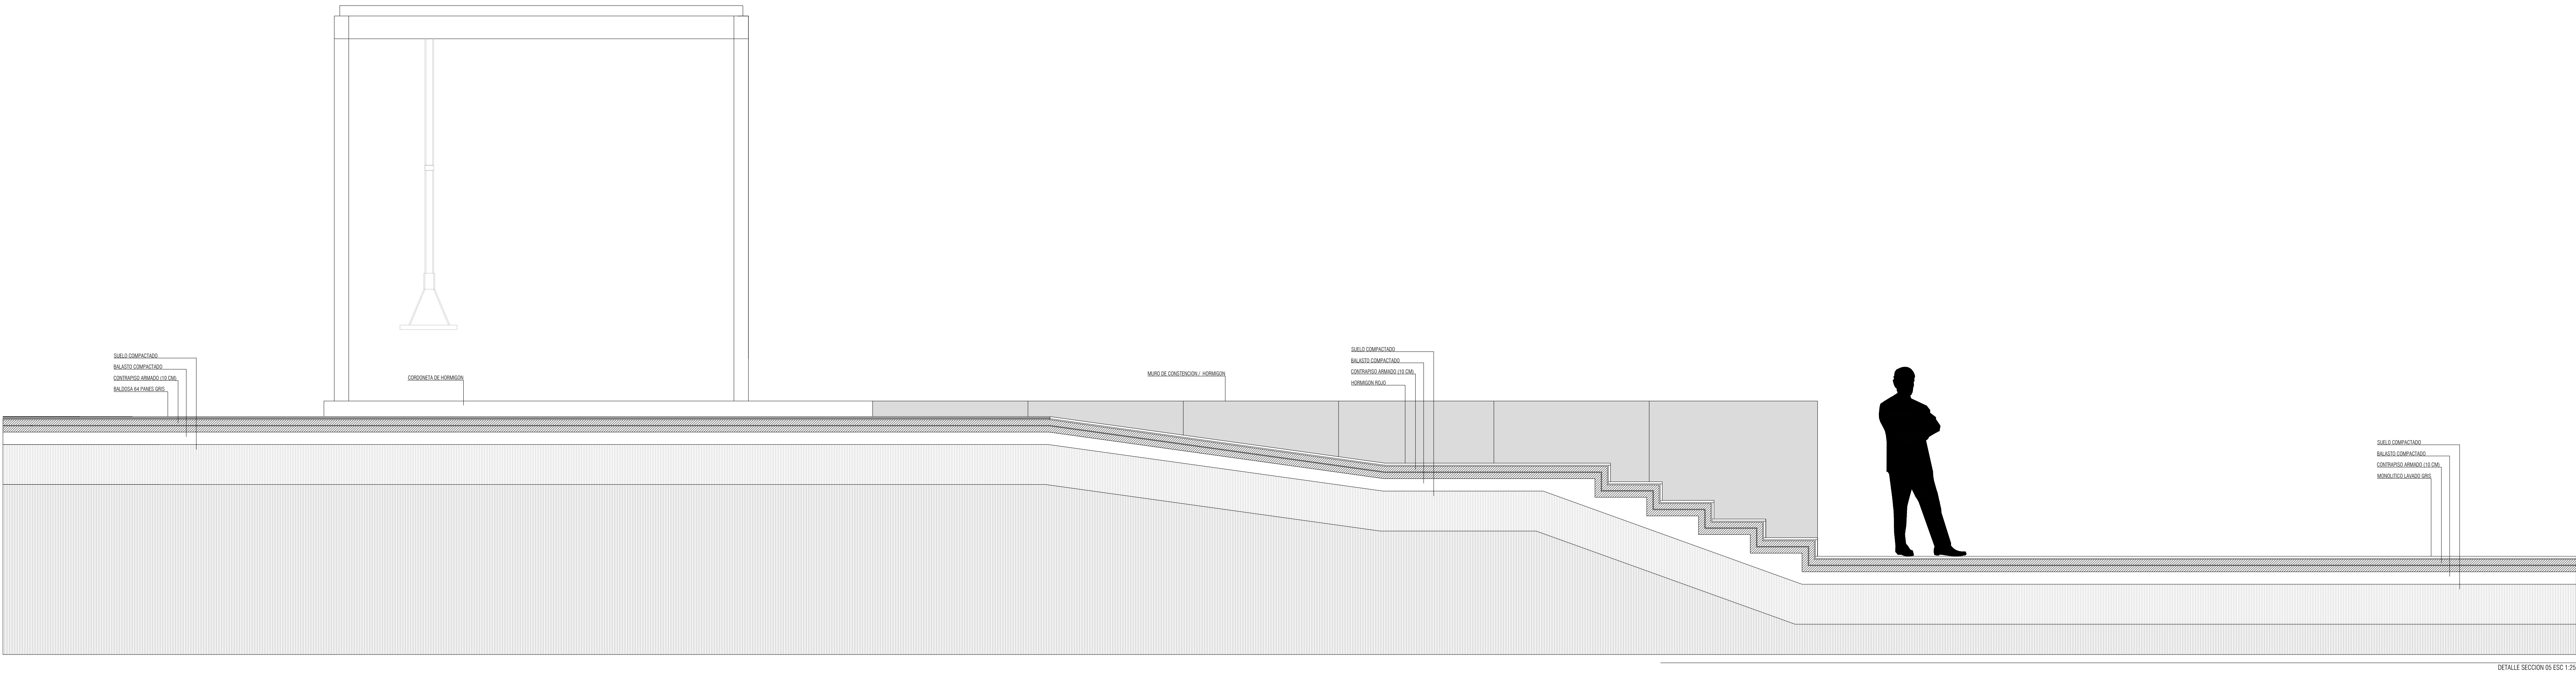 SUELO COMPACTADO
BALASTO COMPACTADO
CONTRAPISO ARMADO (10 CM)
BALDOSA 64 PANES GRIS
CORDONETA DE HORMIGON
MURO DE CONSTENCION / HORMIGON
SUELO COMPACTADO
BALASTO COMPACTADO
CONTRAPISO ARMADO (10 CM)
HORMIGON ROJO
SUELO COMPACTADO
BALASTO COMPACTADO
CONTRAPISO ARMADO (10 CM)
MONOLITICO LAVADO GRIS
DETALLE SECCION 05 ESC 1:25